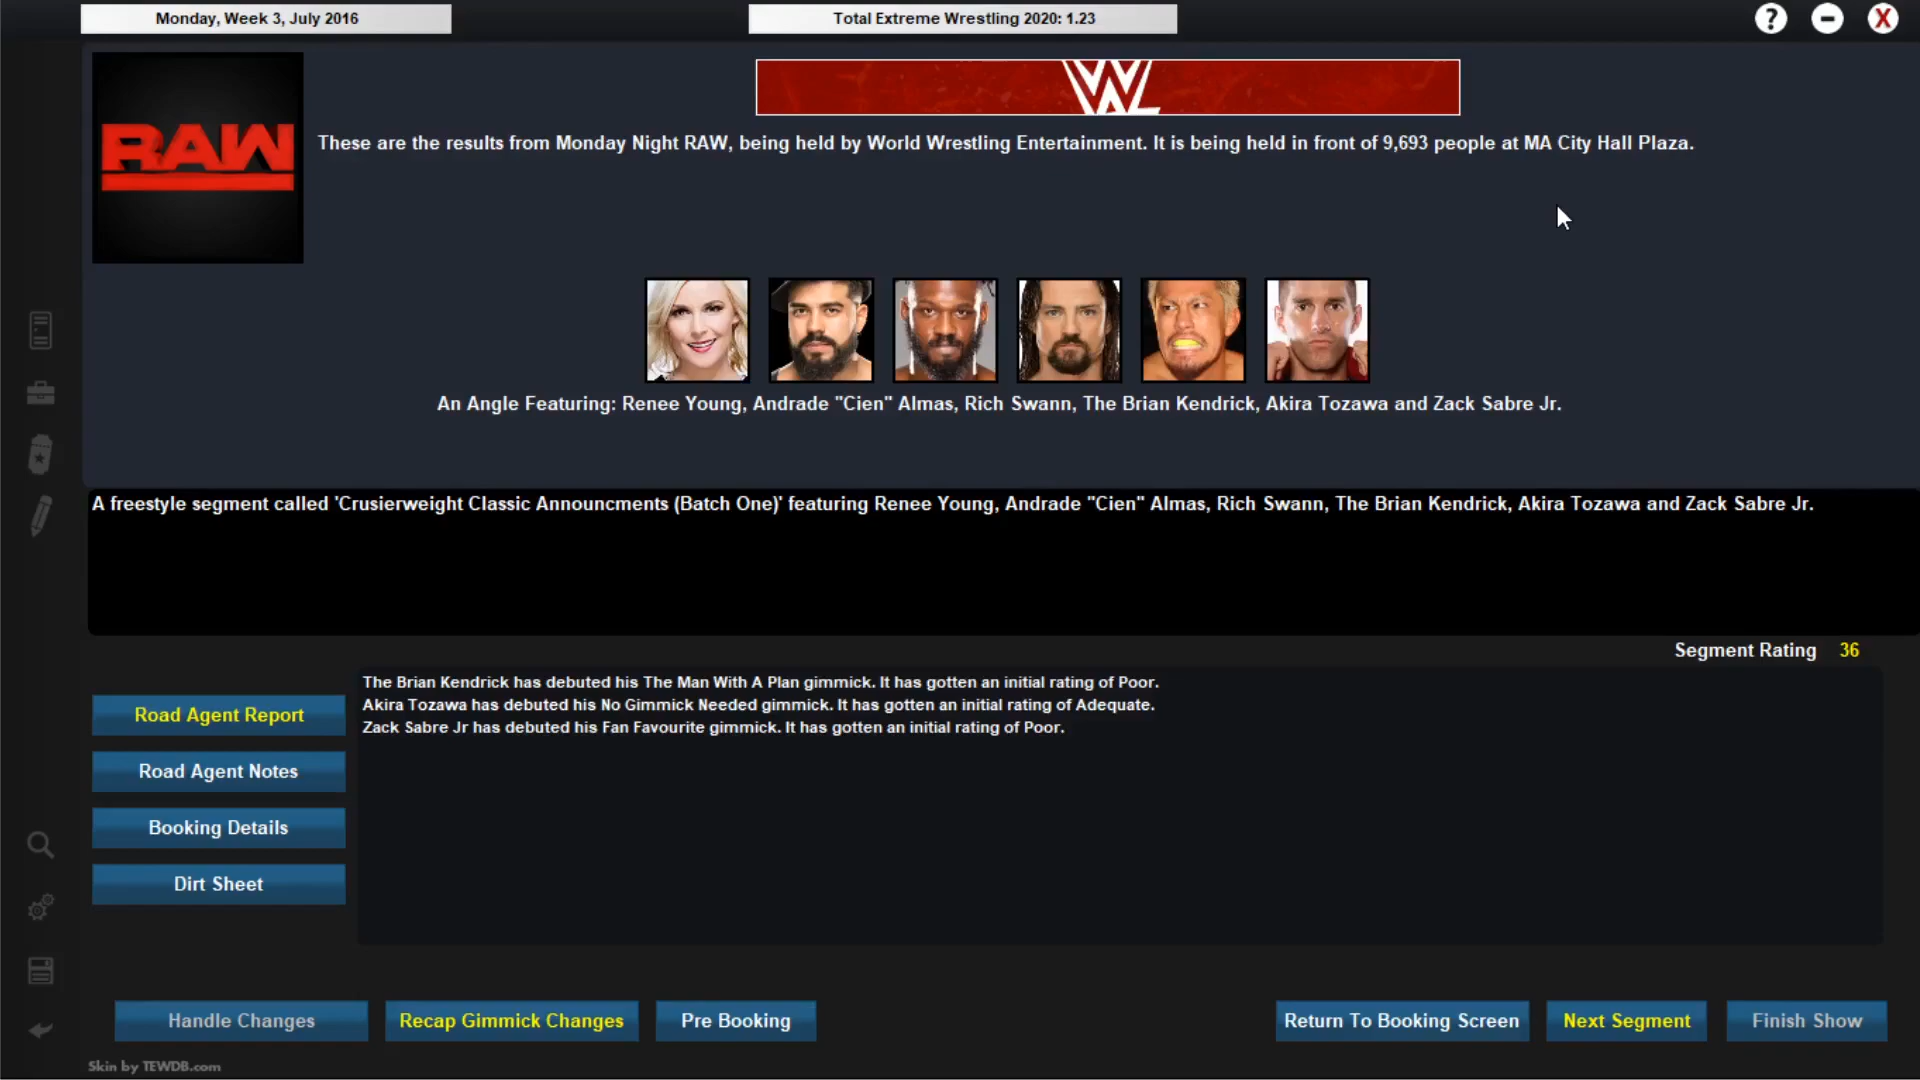 Monday, Week 3, July 2016
Total Extreme Wrestling 2020: 1.23
?
X
RAW
These are the results from Monday Night RAW, being held by World Wrestling Entertainment. It is being held in front of 9,693 people at MA City Hall Plaza.
An Angle Featuring: Renee Young, Andrade "Cien" Almas, Rich Swann, The Brian Kendrick, Akira Tozawa and Zack Sabre Jr.
A freestyle segment called 'Crusierweight Classic Announcments (Batch One)' featuring Renee Young, Andrade "Cien" Almas, Rich Swann, The Brian Kendrick, Akira Tozawa and Zack Sabre Jr.
Segment Rating 36
The Brian Kendrick has debuted his The Man With A Plan gimmick. It has gotten an initial rating of Poor.
Akira Tozawa has debuted his No Gimmick Needed gimmick. It has gotten an initial rating of Adequate.
Zack Sabre Jr has debuted his Fan Favourite gimmick. It has gotten an initial rating of Poor.
Road Agent Report
Road Agent Notes
Booking Details
Dirt Sheet
Handle Changes
Recap Gimmick Changes
Pre Booking
Return To Booking Screen
Next Segment
Finish Show
Skin by TEWDB.com